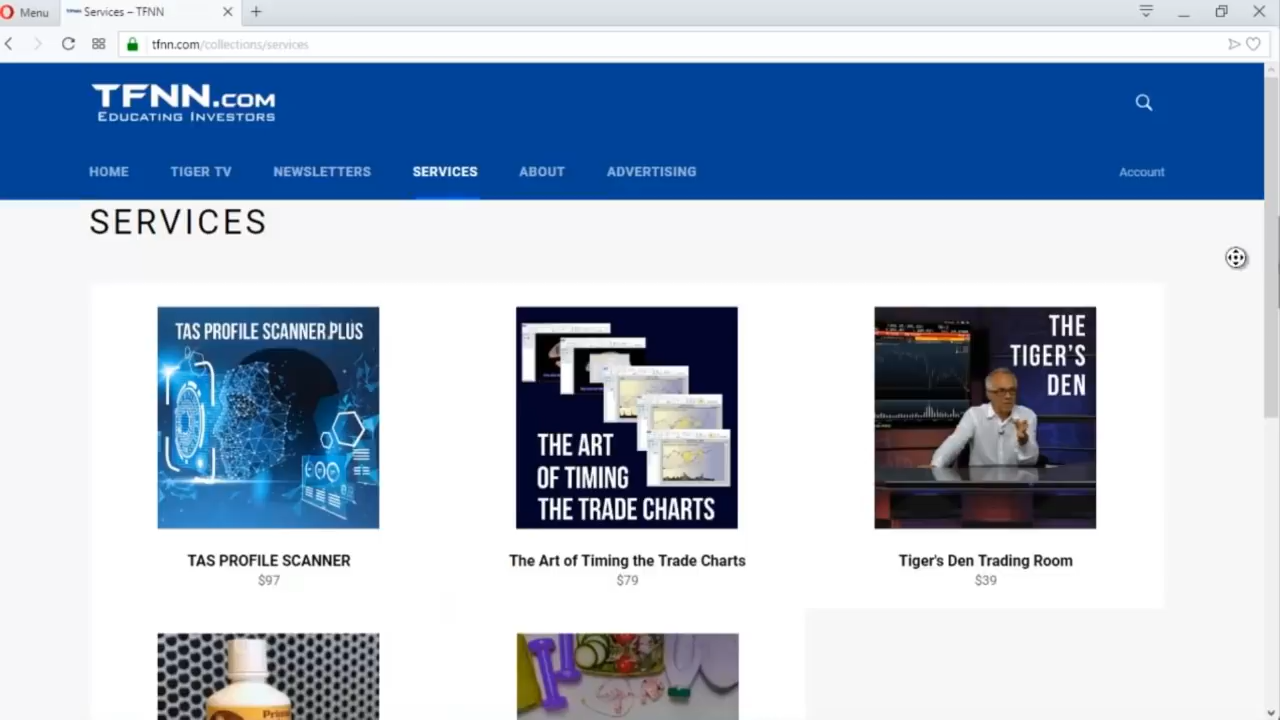 Menu
Services – TFNN
tfnn.com/collections/services
TFNN.COM
EDUCATING INVESTORS
HOME
TIGER TV
NEWSLETTERS
SERVICES
ABOUT
ADVERTISING
Account
SERVICES
TAS PROFILE SCANNER PLUS
THE ART
OF TIMING
THE TRADE CHARTS
THE
TIGER'S
DEN
TAS PROFILE SCANNER
$97
The Art of Timing the Trade Charts
$79
Tiger's Den Trading Room
$39